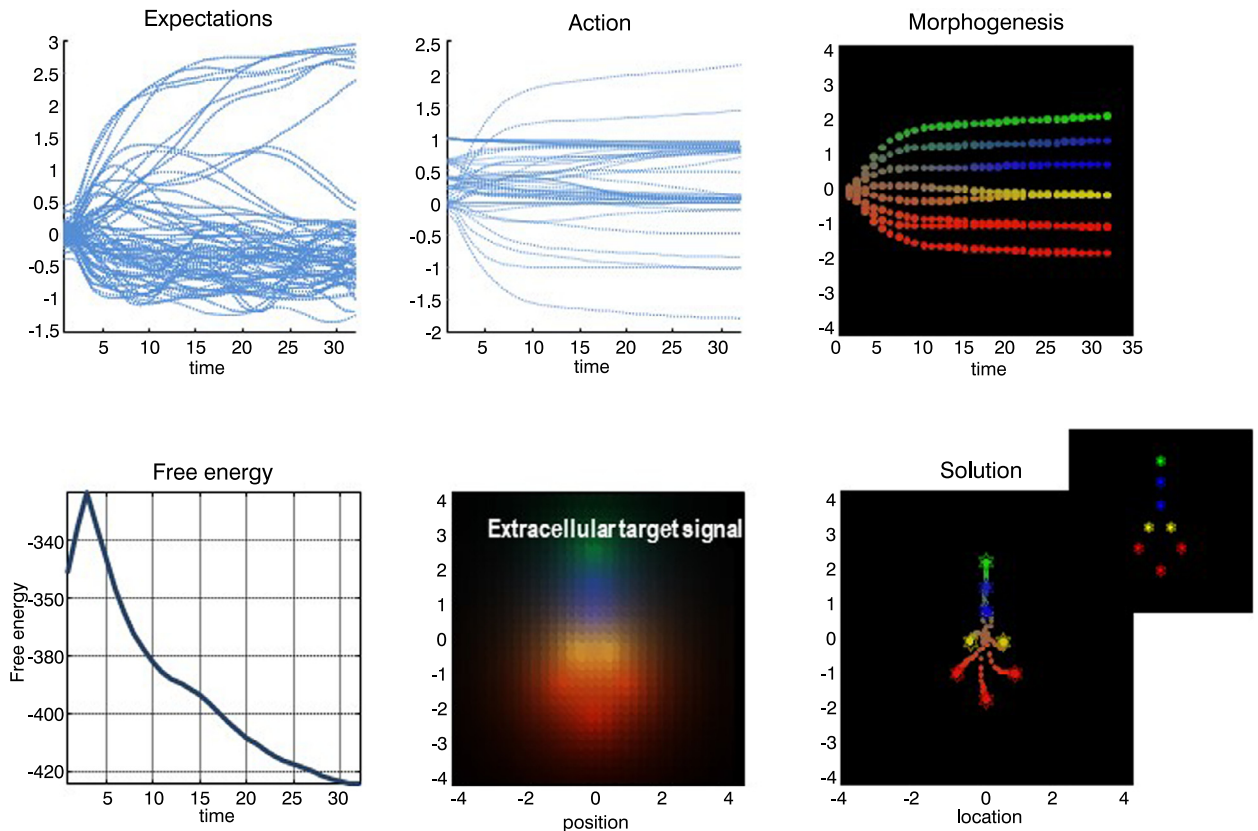 Expectations
3
2.5
2
1.5
1
0.5
0
-0.5
-1
-1.5
5 10 15 20 25 30
time
Action
2.5
2
1.5
1
0.5
0
-0.5
-1
-1.5
-2
5 10 15 20 25 30
time
Morphogenesis
4
3
2
1
0
-1
-2
-3
-4
0 5 10 15 20 25 30 35
time
Free energy
Free energy
-340
-350
-380
-400
-420
5 10 15 20 25 30
time
Extracellular target signal
4
3
2
1
0
-1
-2
-3
-4
-4 -2 0 2 4
position
Solution
4
3
2
1
0
-1
-2
-3
-4
-4 -2 0 2 4
location